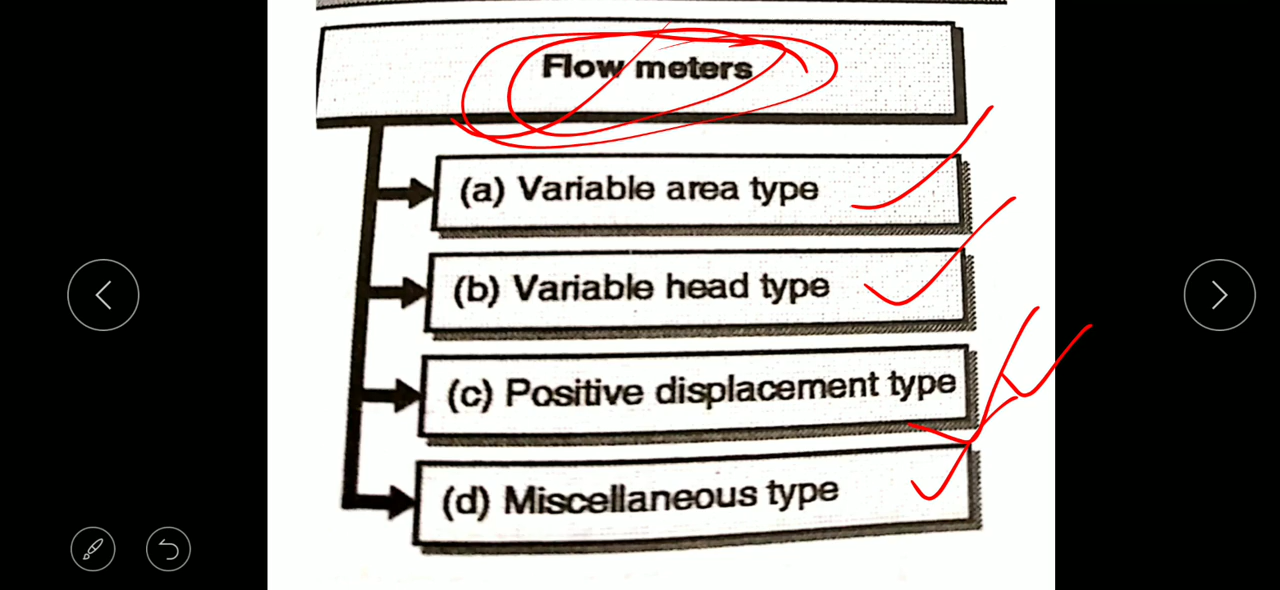 Flow meters
(a) Variable area type
(b) Variable head type
(c) Positive displacement type
(d) Miscellaneous type